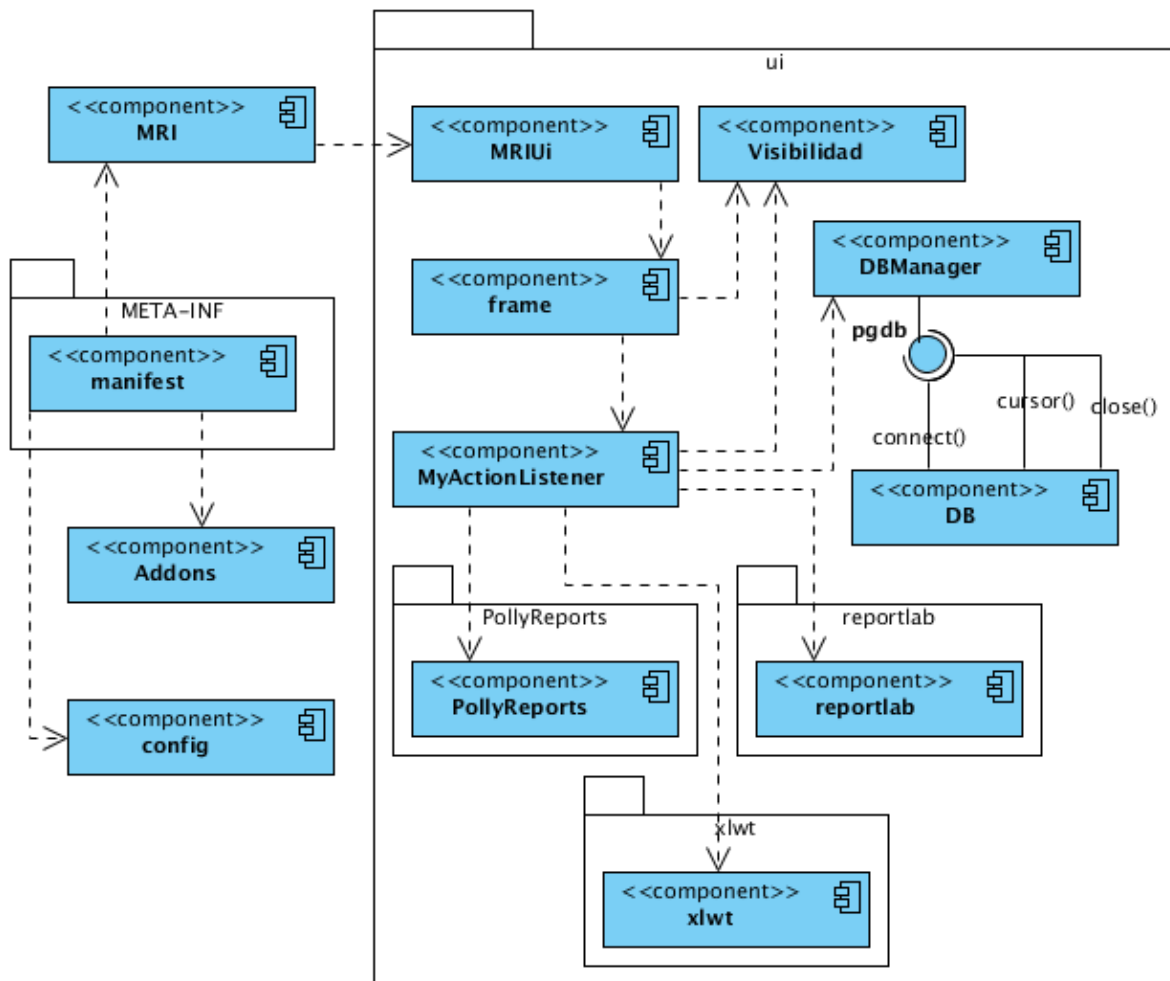 ui
<<component>>
MRI
<<component>>
MRIUi
<<component>>
Visibilidad
<<component>>
DBManager
<<component>>
frame
META-INF
<<component>>
manifest
pgdb
cursor()
close()
connect()
<<component>>
MyActionListener
<<component>>
DB
<<component>>
Addons
PollyReports
<<component>>
PollyReports
reportlab
<<component>>
reportlab
<<component>>
config
xlwt
<<component>>
xlwt